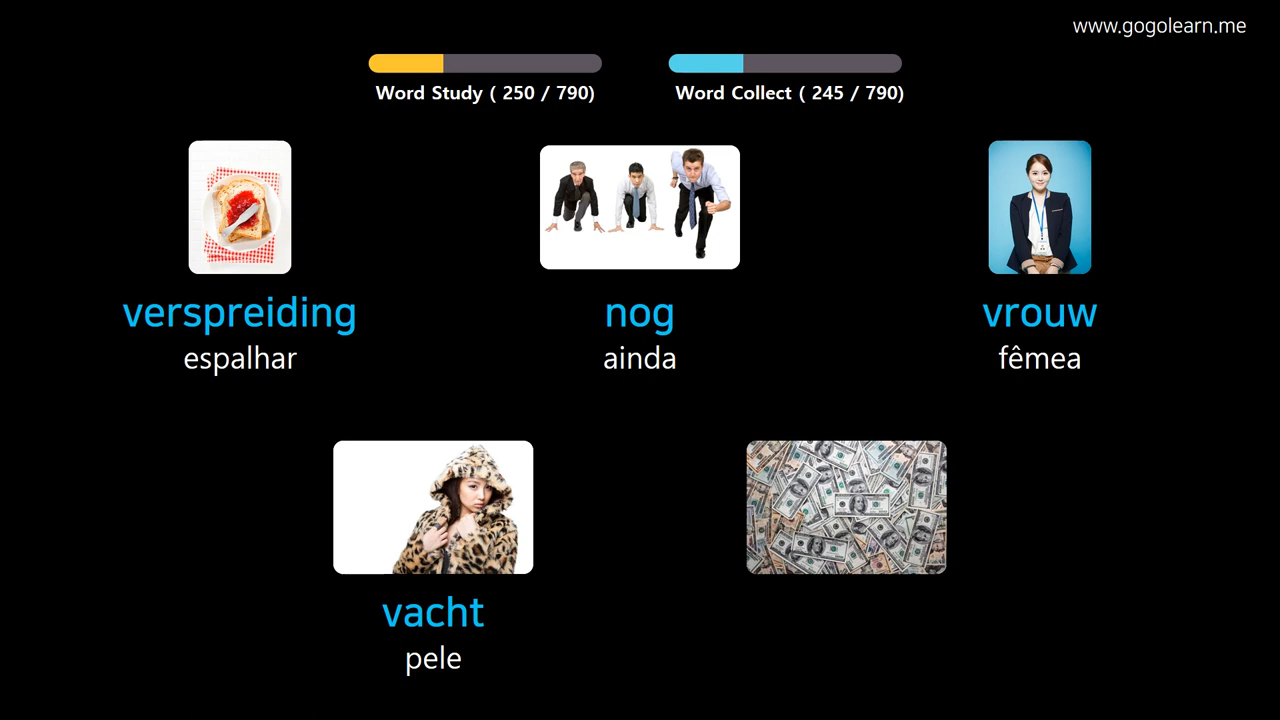 www.gogolearn.me
Word Study ( 250 / 790)
Word Collect ( 245 / 790)
verspreiding
espalhar
nog
ainda
vrouw
fêmea
vacht
pele